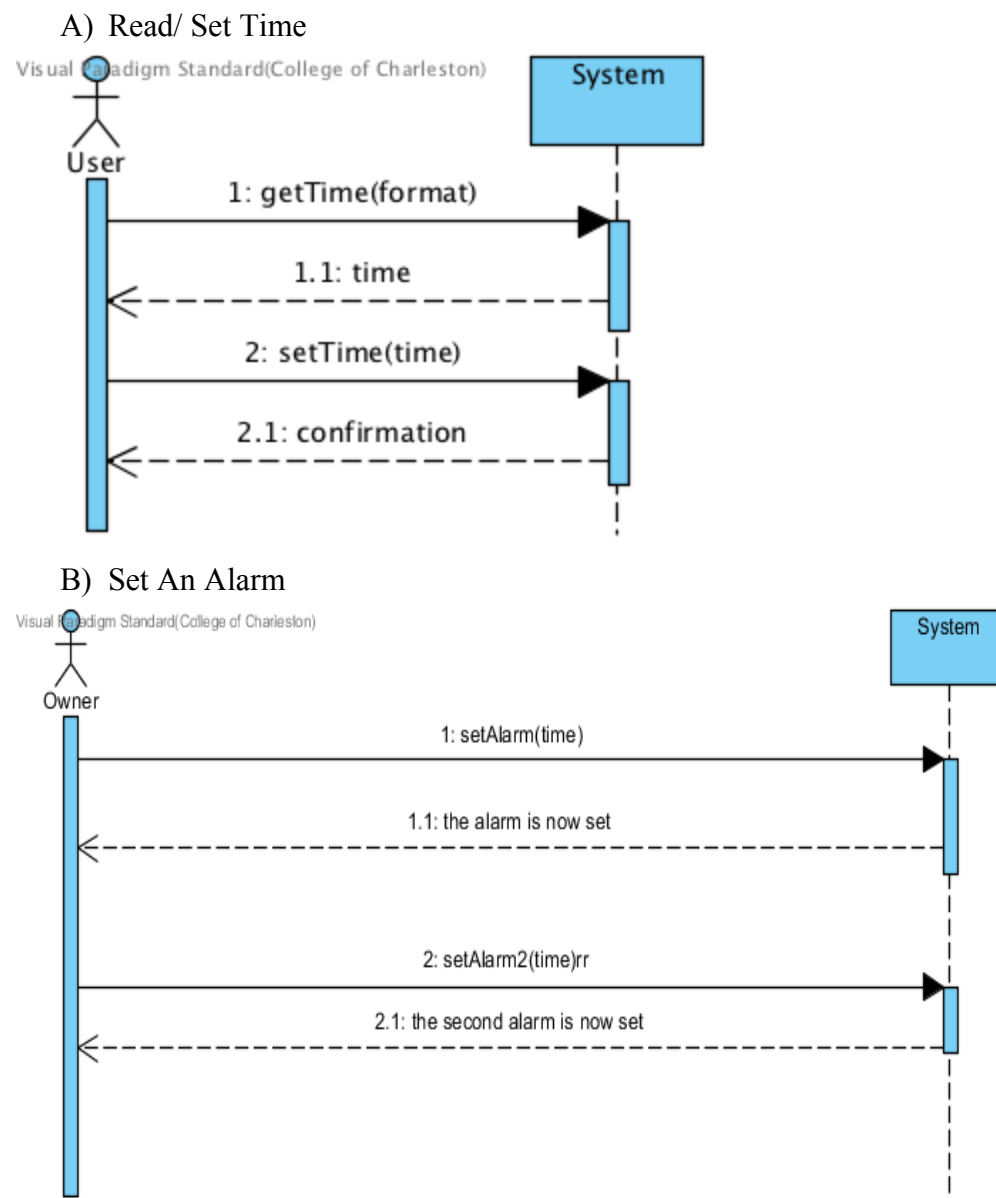 A) Read/ Set Time
Visual Paradigm Standard(College of Charleston)
System
User
1: getTime(format)
1.1: time
2: setTime(time)
2.1: confirmation
B) Set An Alarm
Visual Paradigm Standard(College of Charleston)
System
Owner
1: setAlarm(time)
1.1: the alarm is now set
2: setAlarm2(time)rr
2.1: the second alarm is now set